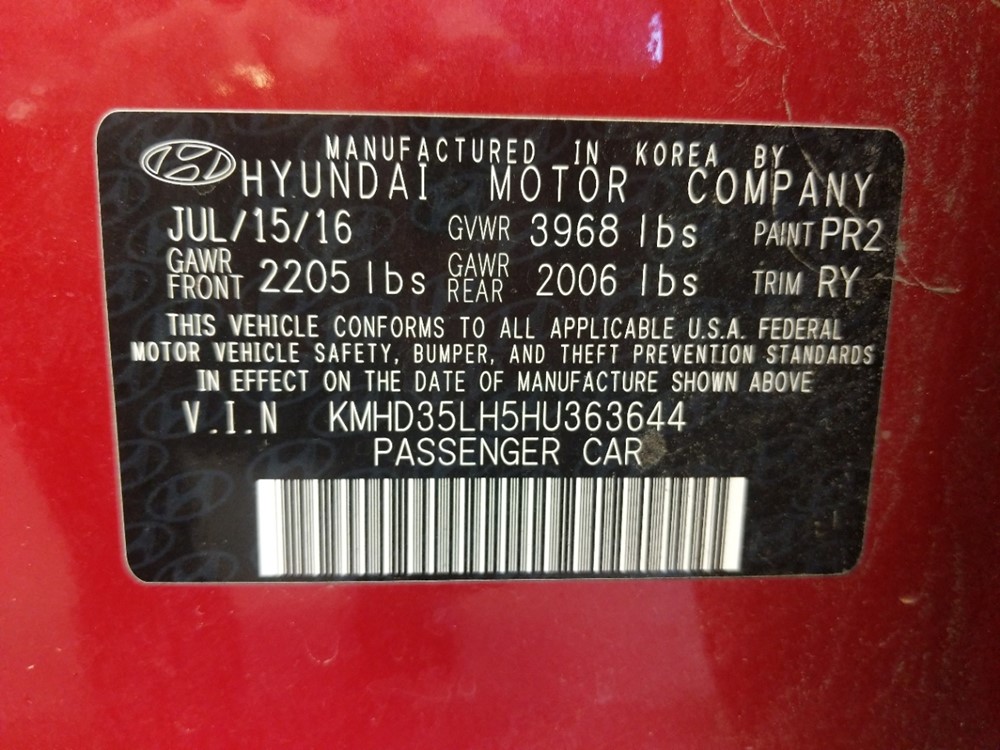 MANUFACTURED IN KOREA BY
HYUNDAI MOTOR COMPANY
JUL/15/16 GVWR 3968 lbs PAINT PR2
GAWR FRONT 2205 lbs GAWR REAR 2006 lbs TRIM RY
THIS VEHICLE CONFORMS TO ALL APPLICABLE U.S.A. FEDERAL
MOTOR VEHICLE SAFETY, BUMPER, AND THEFT PREVENTION STANDARDS
IN EFFECT ON THE DATE OF MANUFACTURE SHOWN ABOVE
V.I.N KMHD35LH5HU363644
PASSENGER CAR